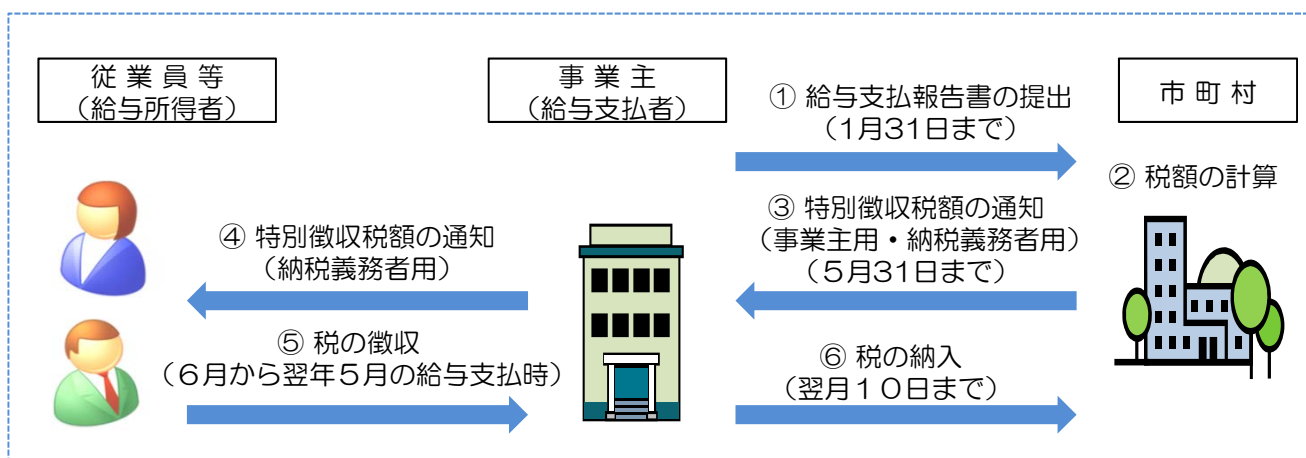 従 業 員 等
(給与所得者)
事 業 主
(給与支払者)
市 町 村
① 給与支払報告書の提出
(1月31日まで)
② 税額の計算
③ 特別徴収税額の通知
(事業主用・納税義務者用)
(5月31日まで)
④ 特別徴収税額の通知
(納税義務者用)
⑤ 税の徴収
(6月から翌年5月の給与支払時)
⑥ 税の納入
(翌月10日まで)